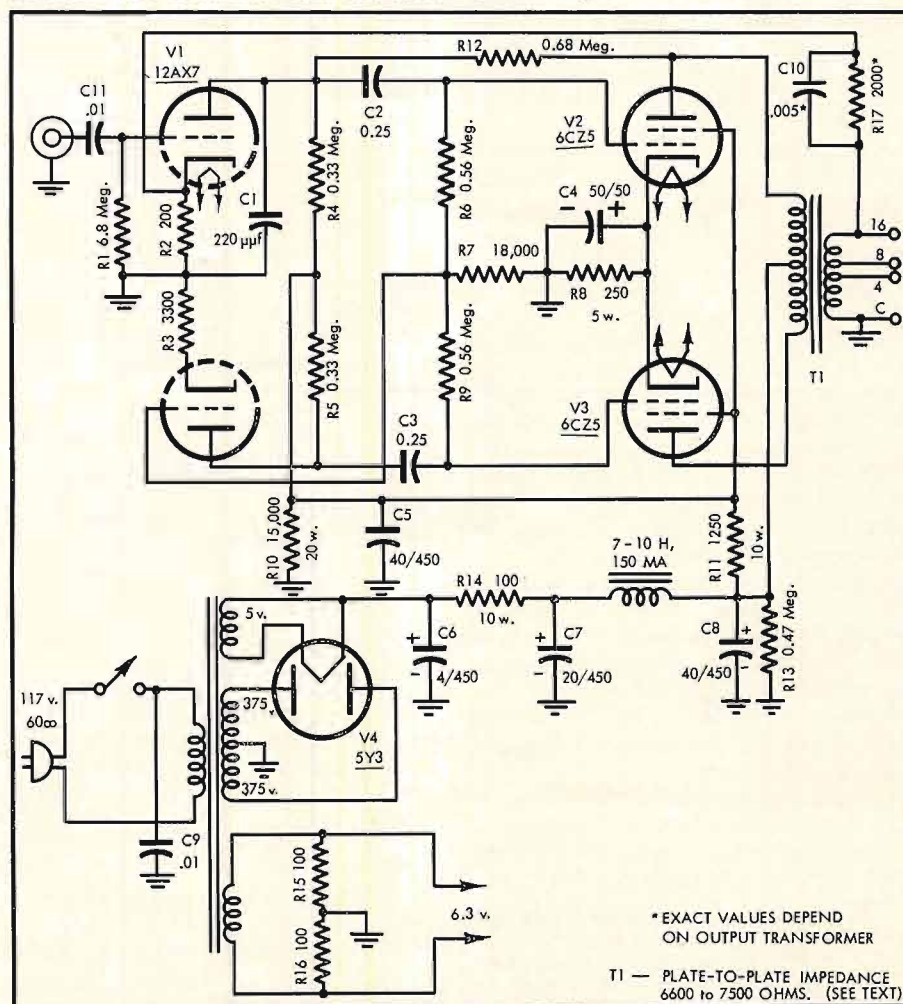 R12
0.68 Meg.
V1
12AX7
C10
.005*
R17 2000*
C11
.01
C2
0.25
V2
6CZ5
R4 0.33 Meg.
R6 0.56 Meg.
C4 50/50
- +
R1 6.8 Meg.
R2 200
C1
220 μμf
R7 18,000
16
8
4
C
R8 250
5 w.
R3 3300
R5 0.33 Meg.
R9 0.56 Meg.
T1
C3
0.25
V3
6CZ5
R10 15,000
20 w.
C5
40/450
7-10 H,
150 MA
R11 1250
10 w.
R14 100
10w.
5 v.
+ C6
- 4/450
+ C7
- 20/450
C8 +
40/450 -
R13 0.47 Meg.
117 v.
60∞
375 v.
375 v.
V4
5Y3
C9
.01
R15 100
R16 100
6.3 v.
* EXACT VALUES DEPEND
ON OUTPUT TRANSFORMER
T1 — PLATE-TO-PLATE IMPEDANCE
6600 to 7500 OHMS. (SEE TEXT)